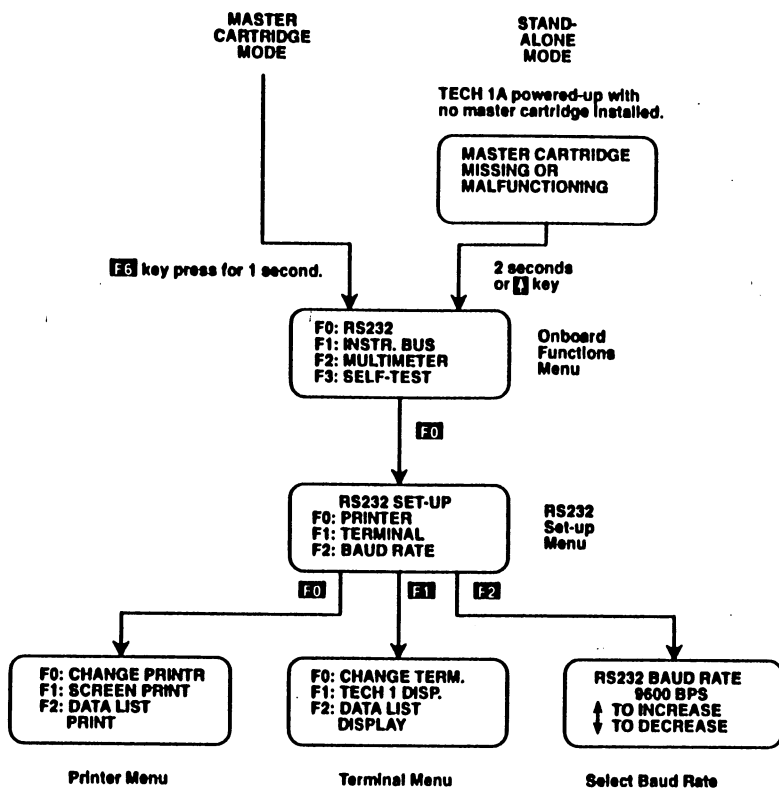 MASTER
CARTRIDGE
MODE
STAND-
ALONE
MODE
TECH 1A powered-up with
no master cartridge installed.
MASTER CARTRIDGE
MISSING OR
MALFUNCTIONING
F6 key press for 1 second.
2 seconds
or ↑ key
F0: RS232
F1: INSTR. BUS
F2: MULTIMETER
F3: SELF-TEST
Onboard
Functions
Menu
F0
RS232 SET-UP
F0: PRINTER
F1: TERMINAL
F2: BAUD RATE
RS232
Set-up
Menu
F0
F1
F2
F0: CHANGE PRINTR
F1: SCREEN PRINT
F2: DATA LIST
PRINT
F0: CHANGE TERM.
F1: TECH 1 DISP.
F2: DATA LIST
DISPLAY
RS232 BAUD RATE
9600 BPS
↑ TO INCREASE
↓ TO DECREASE
Printer Menu
Terminal Menu
Select Baud Rate